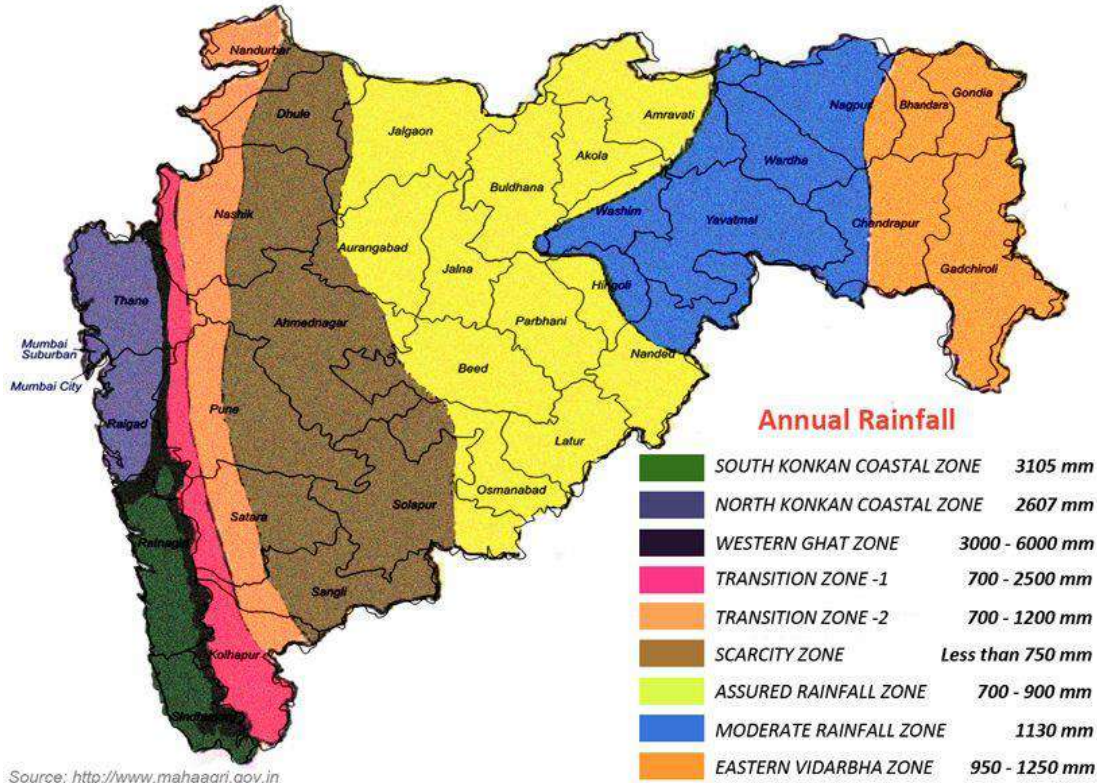 Nandurbar
Dhule
Jalgaon
Amravati
Nagpur
Bhandara
Gondia
Akola
Wardha
Buldhana
Nashik
Washim
Yavatmal
Chandrapur
Aurangabad
Jalna
Gadchiroli
Hingoli
Thane
Ahmednagar
Parbhani
Mumbai
Suburban
Nanded
Beed
Mumbai City
Pune
Raigad
Latur
Osmanabad
Satara
Solapur
Ratnagiri
Sangli
Kolhapur
Source: http://www.mahaagri.gov.in
Annual Rainfall
SOUTH KONKAN COASTAL ZONE 3105 mm
NORTH KONKAN COASTAL ZONE 2607 mm
WESTERN GHAT ZONE 3000 - 6000 mm
TRANSITION ZONE -1 700 - 2500 mm
TRANSITION ZONE -2 700 - 1200 mm
SCARCITY ZONE Less than 750 mm
ASSURED RAINFALL ZONE 700 - 900 mm
MODERATE RAINFALL ZONE 1130 mm
EASTERN VIDARBHA ZONE 950 - 1250 mm